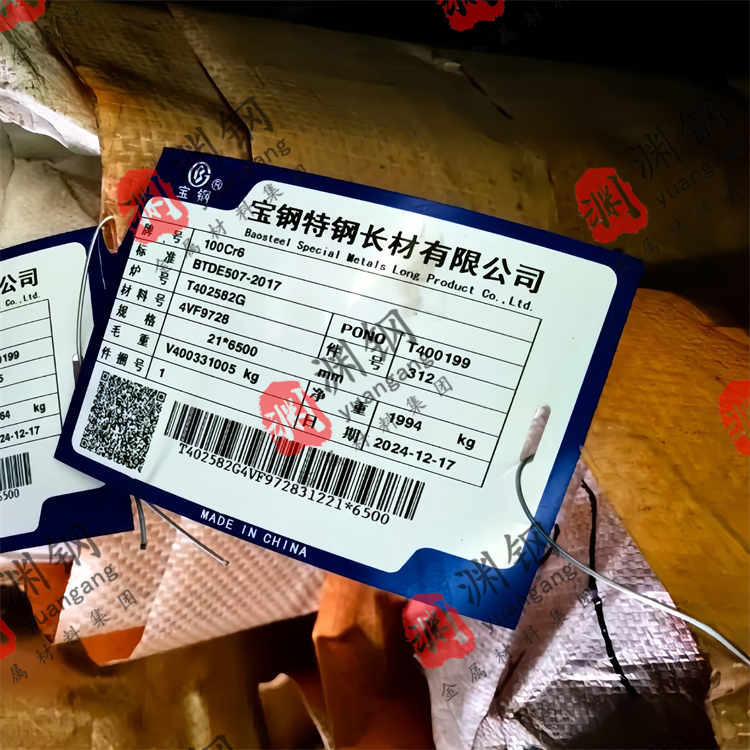 宝钢
宝钢特钢长材有限公司
Baosteel Special Metals Long Product Co.,Ltd.
牌号 100Cr6
标准 BTDE507-2017
炉号 T402582G PONO T400199
材料号 4VF9728 件号 312
规格 21*6500 mm
毛重 V400331005 kg 净重 1994 kg
件捆号 1 日期 2024-12-17
T402582G4VF972831221*6500
MADE IN CHINA
公司
Co.,Ltd.
00199
5
64 kg
24-12-17
6500
渊钢
yuangang
金属材料集团